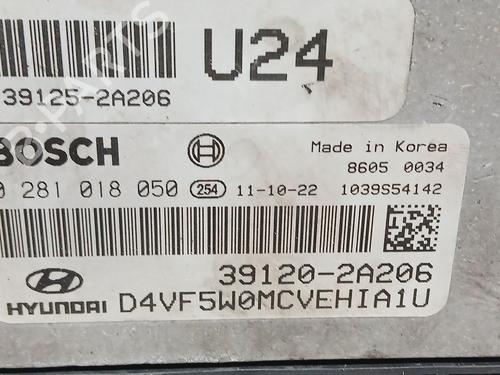 U24
39125-2A206
BOSCH
Made in Korea
8605 0034
0 281 018 050 254 11-10-22 1039S54142
39120-2A206
HYUNDAI D4VF5W0MCVEHIA1U